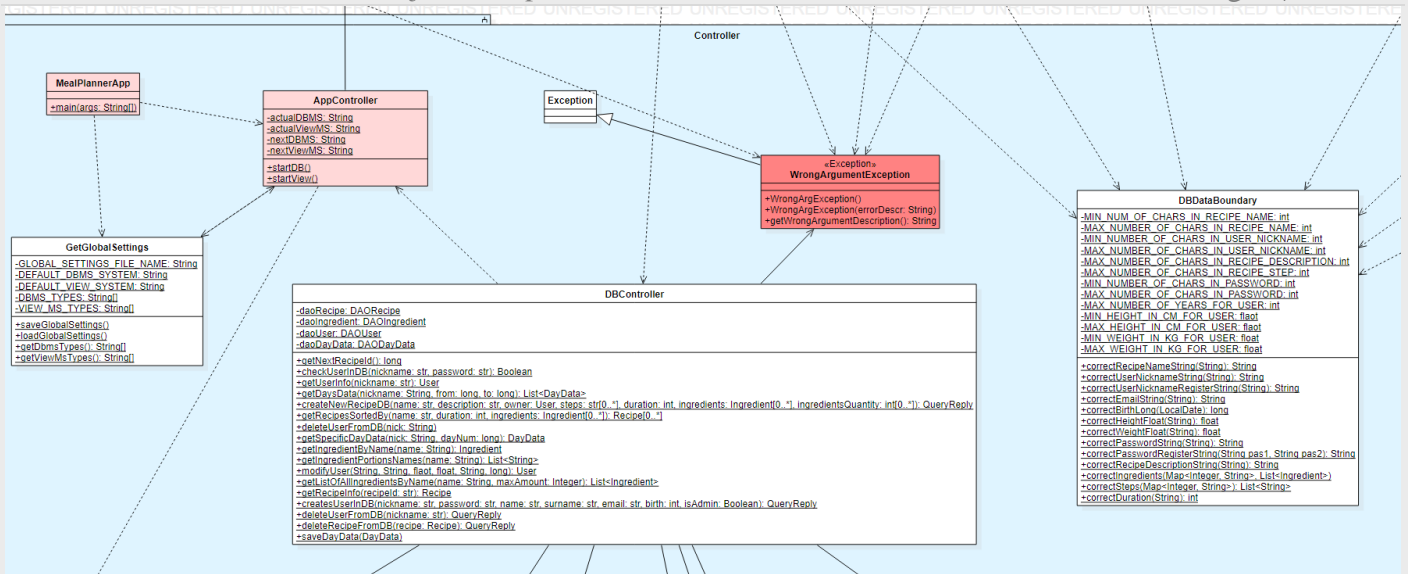 UNREGISTERED UNREGISTERED UNREGISTERED UNREGISTERED UNREGISTERED
Controller
MealPlannerApp
+main(args: String[])
AppController
-actualDBMS: String
-actualViewMS: String
-nextDBMS: String
-nextViewMS: String
+startDB()
+startView()
Exception
«Exception»
WrongArgumentException
+WrongArgException()
+WrongArgException(errorDescr: String)
+getWrongArgumentDescription(): String
GetGlobalSettings
-GLOBAL_SETTINGS_FILE_NAME: String
-DEFAULT_DBMS_SYSTEM: String
-DEFAULT_VIEW_SYSTEM: String
-DBMS_TYPES: String[]
-VIEW_MS_TYPES: String[]
+saveGlobalSettings()
+loadGlobalSettings()
+getDbmsTypes(): String[]
+getViewMsTypes(): String[]
DBController
-daoRecipe: DAORecipe
-daoIngredient: DAOIngredient
-daoUser: DAOUser
-daoDayData: DAODayData
+getNextRecipeId(): long
+checkUserInDB(nickname: str, password: str): Boolean
+getUserInfo(nickname: str): User
+getDaysData(nickname: String, from: long, to: long): List<DayData>
+createNewRecipeDB(name: str, description: str, owner: User, steps: str[0..*], duration: int, ingredients: Ingredient[0..*], ingredientsQuantity: int[0..*]): QueryReply
+getRecipesSortedBy(name: str, duration: int, ingredients: Ingredient[0..*]): Recipe[0..*]
+deleteUserFromDB(nick: String)
+getSpecificDayData(nick: String, dayNum: long): DayData
+getIngredientByName(name: String): Ingredient
+getIngredientPortionsNames(name: String): List<String>
+modifyUser(String, String, flaot, float, String, long): User
+getListOfAllIngredientsByName(name: String, maxAmount: Integer): List<Ingredient>
+getRecipeInfo(recipeId: str): Recipe
+createsUserInDB(nickname: str, password: str, name: str, surname: str, email: str, birth: int, isAdmin: Boolean): QueryReply
+deleteUserFromDB(nickname: str): QueryReply
+deleteRecipeFromDB(recipe: Recipe): QueryReply
+saveDayData(DayData)
DBDataBoundary
-MIN_NUM_OF_CHARS_IN_RECIPE_NAME: int
-MAX_NUMBER_OF_CHARS_IN_RECIPE_NAME: int
-MIN_NUMBER_OF_CHARS_IN_USER_NICKNAME: int
-MAX_NUMBER_OF_CHARS_IN_USER_NICKNAME: int
-MAX_NUMBER_OF_CHARS_IN_RECIPE_DESCRIPTION: int
-MAX_NUMBER_OF_CHARS_IN_RECIPE_STEP: int
-MIN_NUMBER_OF_CHARS_IN_PASSWORD: int
-MAX_NUMBER_OF_CHARS_IN_PASSWORD: int
-MAX_NUMBER_OF_YEARS_FOR_USER: int
-MIN_HEIGHT_IN_CM_FOR_USER: flaot
-MAX_HEIGHT_IN_CM_FOR_USER: float
-MIN_WEIGHT_IN_KG_FOR_USER: float
-MAX_WEIGHT_IN_KG_FOR_USER: float
+correctRecipeNameString(String): String
+correctUserNicknameString(String): String
+correctUserNicknameRegisterString(String): String
+correctEmailString(String): String
+correctBirthLong(LocalDate): long
+correctHeightFloat(String): float
+correctWeightFloat(String): float
+correctPasswordString(String): String
+correctPasswordRegisterString(String pas1, String pas2): String
+correctRecipeDescriptionString(String): String
+correctIngredients(Map<Integer, String>, List<Ingredient>)
+correctSteps(Map<Integer, String>): List<String>
+correctDuration(String): int